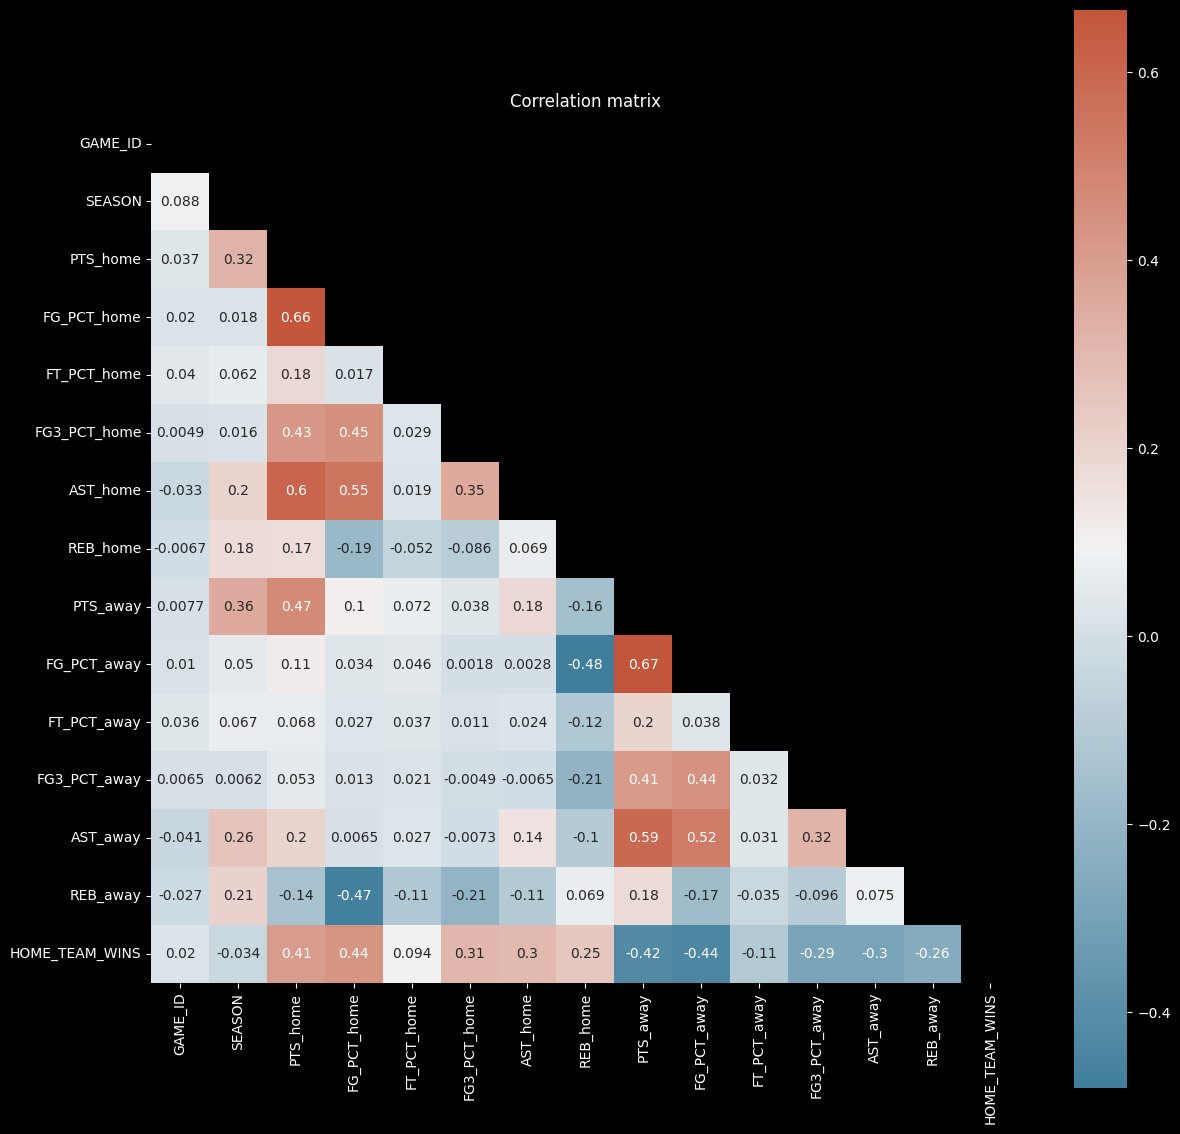 Correlation matrix
GAME_ID
SEASON 0.088
PTS_home 0.037 0.32
FG_PCT_home 0.02 0.018 0.66
FT_PCT_home 0.04 0.062 0.18 0.017
FG3_PCT_home 0.0049 0.016 0.43 0.45 0.029
AST_home -0.033 0.2 0.6 0.55 0.019 0.35
REB_home -0.0067 0.18 0.17 -0.19 -0.052 -0.086 0.069
PTS_away 0.0077 0.36 0.47 0.1 0.072 0.038 0.18 -0.16
FG_PCT_away 0.01 0.05 0.11 0.034 0.046 0.0018 0.0028 -0.48 0.67
FT_PCT_away 0.036 0.067 0.068 0.027 0.037 0.011 0.024 -0.12 0.2 0.038
FG3_PCT_away 0.0065 0.0062 0.053 0.013 0.021 -0.0049 -0.0065 -0.21 0.41 0.44 0.032
AST_away -0.041 0.26 0.2 0.0065 0.027 -0.0073 0.14 -0.1 0.59 0.52 0.031 0.32
REB_away -0.027 0.21 -0.14 -0.47 -0.11 -0.21 -0.11 0.069 0.18 -0.17 -0.035 -0.096 0.075
HOME_TEAM_WINS 0.02 -0.034 0.41 0.44 0.094 0.31 0.3 0.25 -0.42 -0.44 -0.11 -0.29 -0.3 -0.26
GAME_ID SEASON PTS_home FG_PCT_home FT_PCT_home FG3_PCT_home AST_home REB_home PTS_away FG_PCT_away FT_PCT_away FG3_PCT_away AST_away REB_away HOME_TEAM_WINS
0.6
0.4
0.2
0.0
-0.2
-0.4